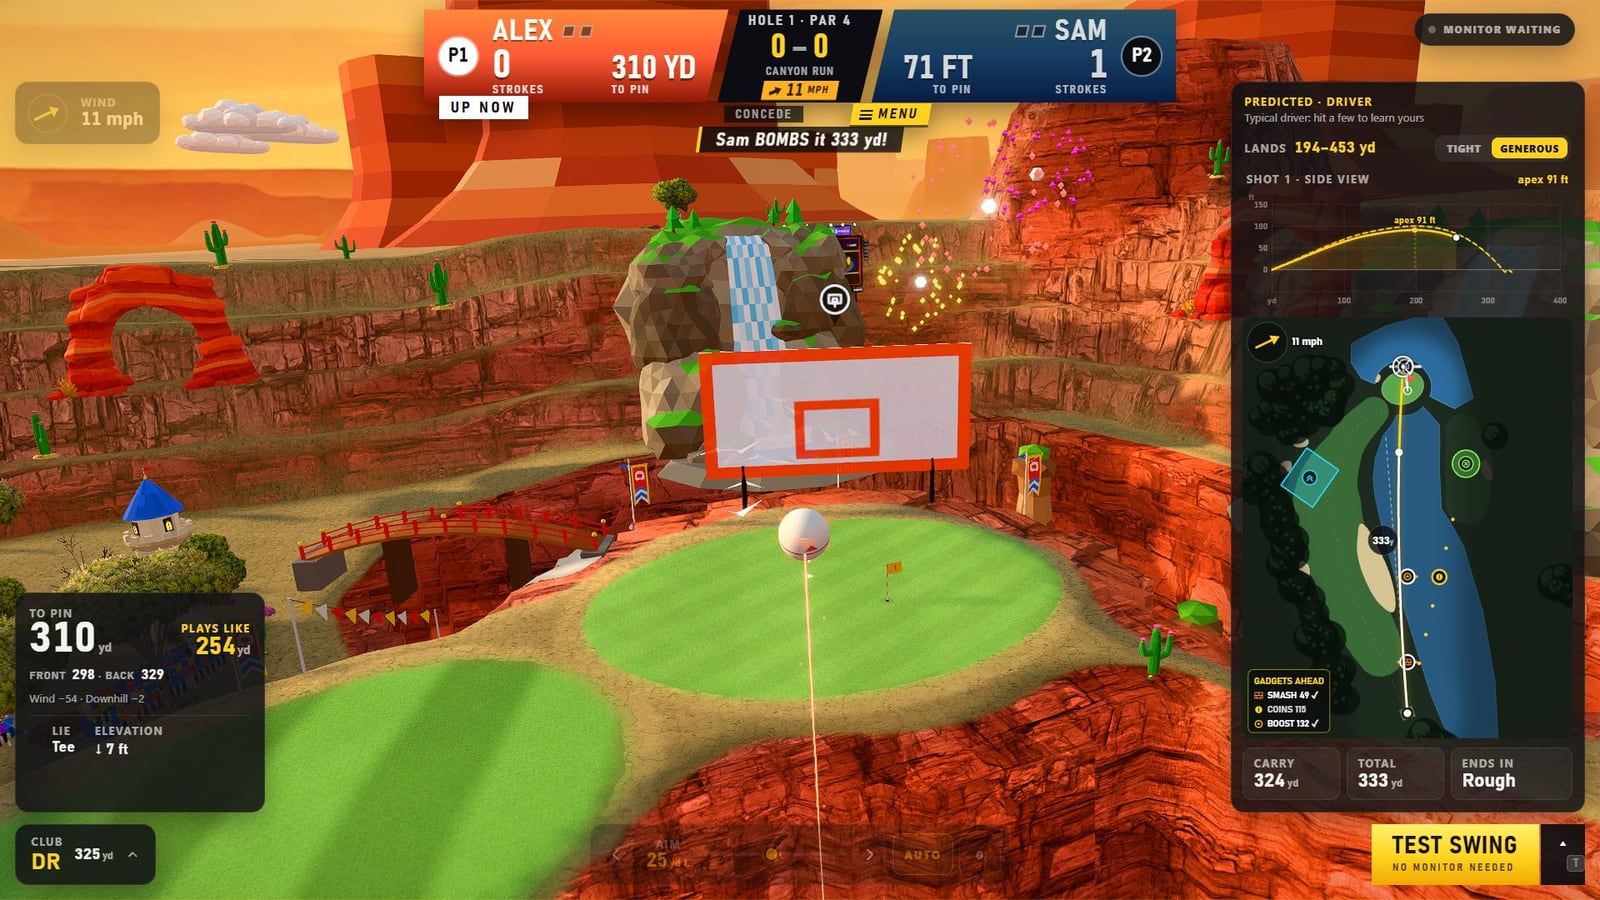 WIND
11 mph
P1
ALEX
0
STROKES
310 YD
TO PIN
UP NOW
HOLE 1 · PAR 4
0 – 0
CANYON RUN
11 MPH
CONCEDE
MENU
71 FT
TO PIN
SAM
1
STROKES
P2
Sam BOMBS it 333 yd!
MONITOR WAITING
PREDICTED · DRIVER
Typical driver: hit a few to learn yours
LANDS 194–453 yd
TIGHT
GENEROUS
SHOT 1 · SIDE VIEW
apex 91 ft
ft
150
100
50
0
apex 91 ft
yd
100
200
300
400
11 mph
333y
GADGETS AHEAD
SMASH 49 ✓
COINS 115
BOOST 132 ✓
CARRY
324 yd
TOTAL
333 yd
ENDS IN
Rough
TO PIN
310 yd
PLAYS LIKE
254 yd
FRONT 298 · BACK 329
Wind −54 · Downhill −2
LIE
Tee
ELEVATION
↓ 7 ft
CLUB
DR
325 yd
AIM
AUTO
TEST SWING
NO MONITOR NEEDED
T